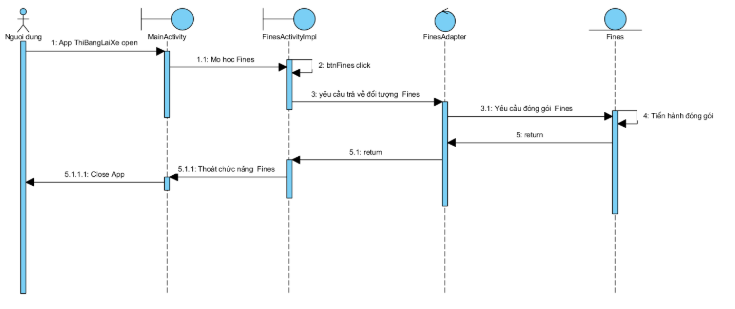 Nguoi dung
MainActivity
FinesActivityImpl
FinesAdapter
Fines
1: App ThiBangLaiXe open
1.1: Mo hoc Fines
2: btnFines click
3: yêu cầu trả về đối tượng Fines
3.1: Yêu cầu đóng gói Fines
4: Tiến hành đóng gói
5: return
5.1: return
5.1.1: Thoát chức năng Fines
5.1.1.1: Close App